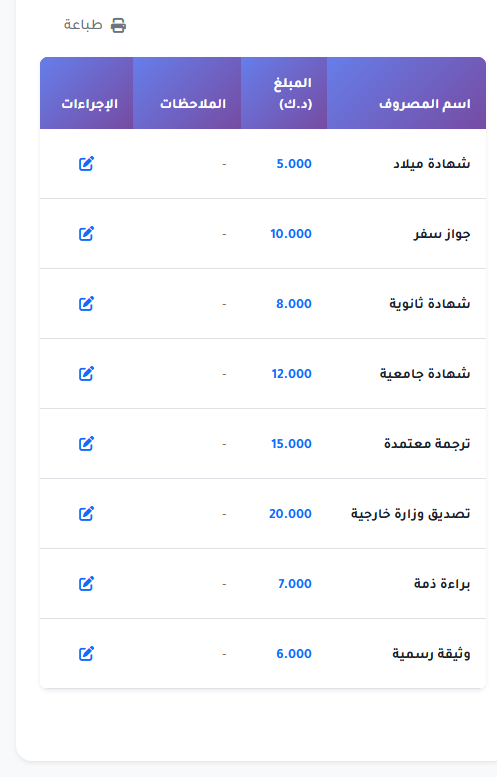 طباعة
اسم المصروف
المبلغ
(د.ك)
الملاحظات
الإجراءات
شهادة ميلاد 5.000 -
جواز سفر 10.000 -
شهادة ثانوية 8.000 -
شهادة جامعية 12.000 -
ترجمة معتمدة 15.000 -
تصديق وزارة خارجية 20.000 -
براءة ذمة 7.000 -
وثيقة رسمية 6.000 -